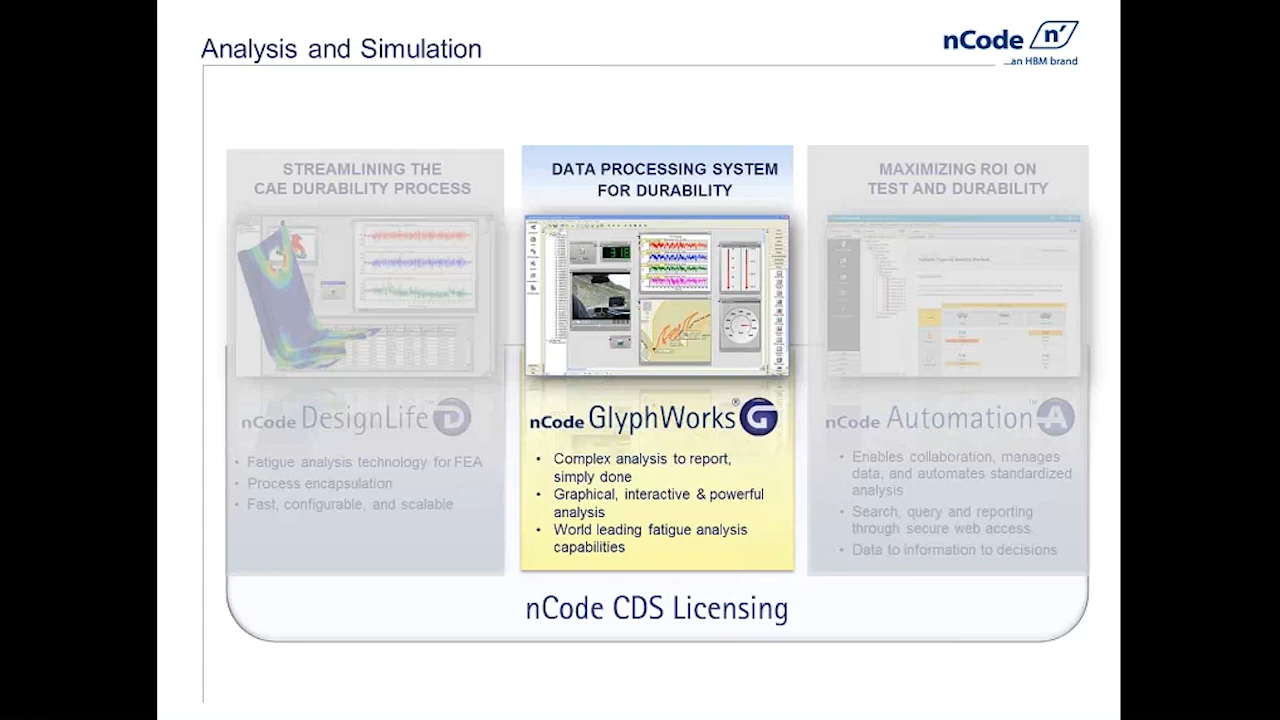 Analysis and Simulation
nCode n'
...an HBM brand
STREAMLINING THE
CAE DURABILITY PROCESS
nCode DesignLife™ D
• Fatigue analysis technology for FEA
• Process encapsulation
• Fast, configurable, and scalable
DATA PROCESSING SYSTEM
FOR DURABILITY
318
nCode GlyphWorks® G
• Complex analysis to report,
simply done
• Graphical, interactive & powerful
analysis
• World leading fatigue analysis
capabilities
MAXIMIZING ROI ON
TEST AND DURABILITY
nCode Automation™ A
• Enables collaboration, manages
data, and automates standardized
analysis
• Search, query and reporting
through secure web access.
• Data to information to decisions
nCode CDS Licensing